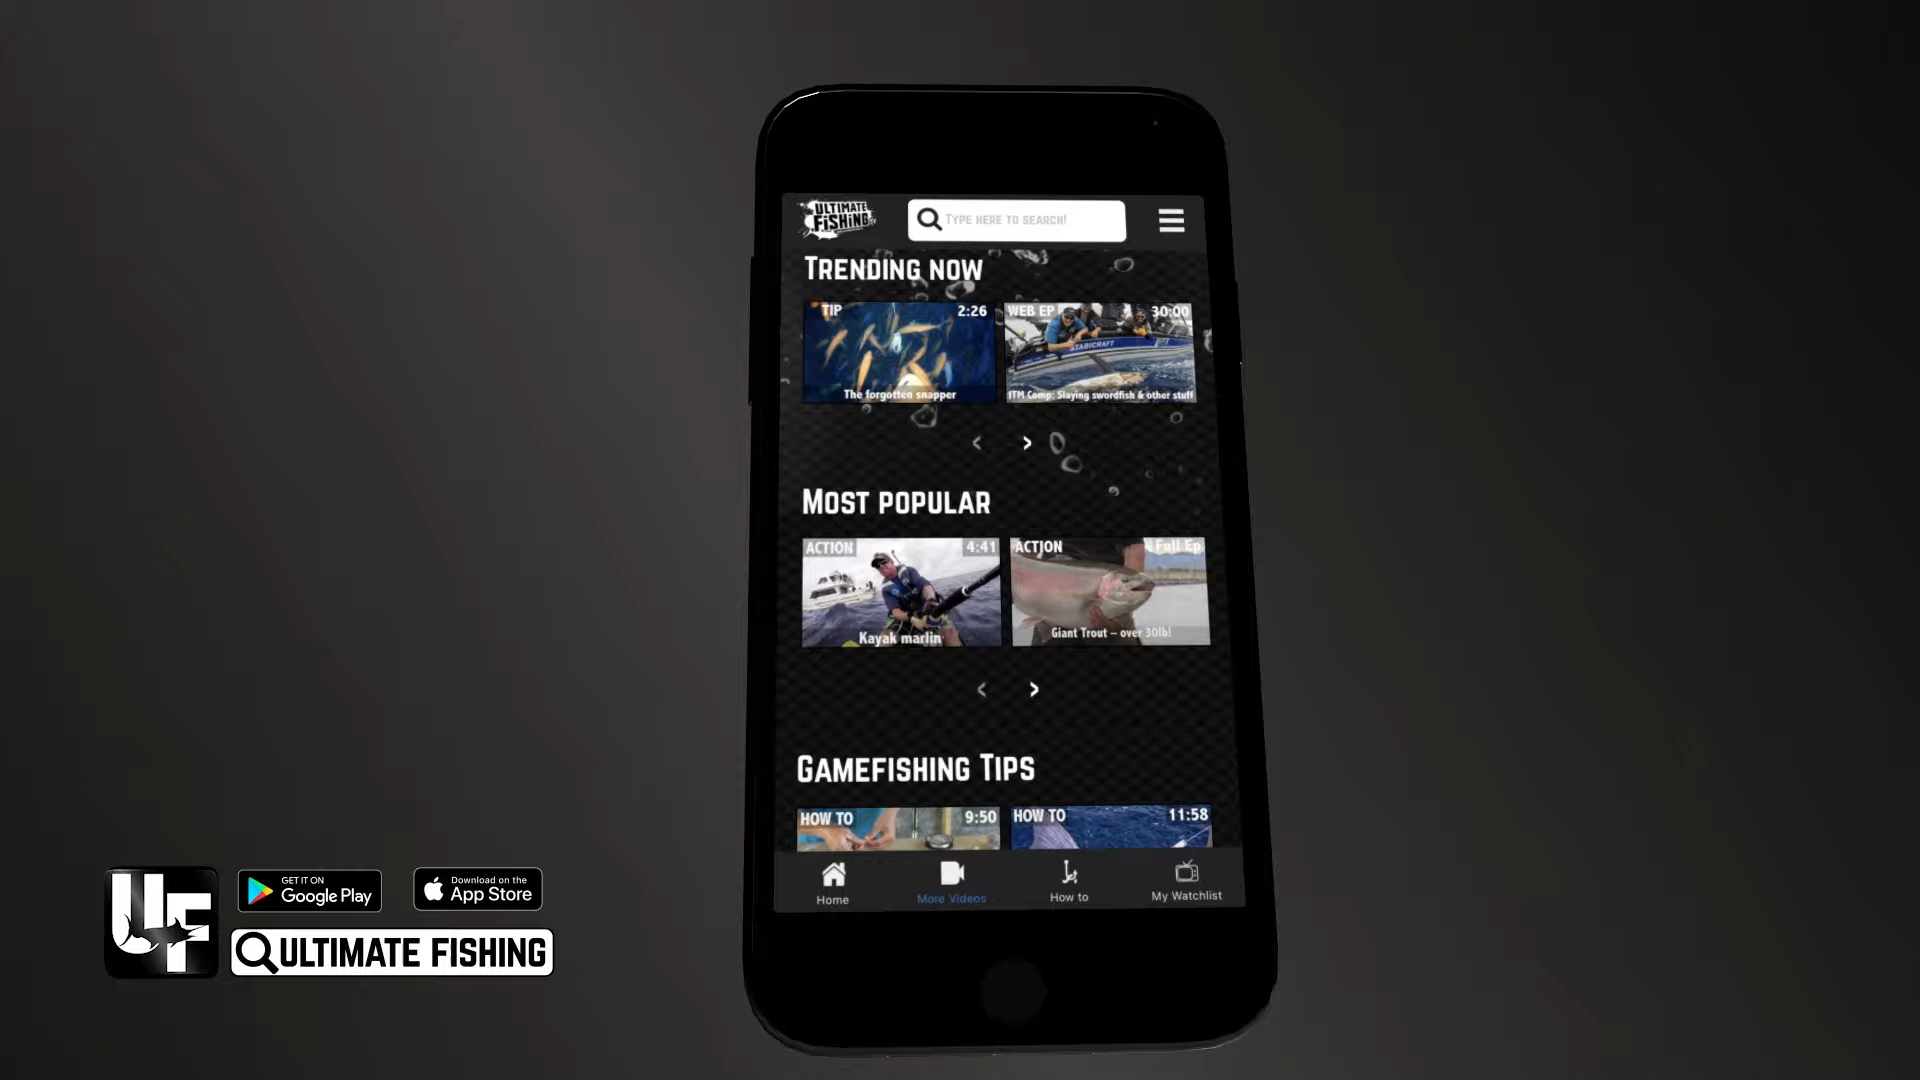 ULTIMATE
FISHING
TYPE HERE TO SEARCH!
TRENDING NOW
TIP 2:26
The forgotten snapper
WEB EP 30:00
STABICRAFT
ITM Comp: Slaying swordfish & other stuff
< >
MOST POPULAR
ACTION 4:41
Kayak marlin
ACTION Full Ep
Giant Trout – over 30lb!
< >
GAMEFISHING TIPS
HOW TO 9:50
HOW TO 11:58
Home
More Videos
How to
My Watchlist
UF
GET IT ON
Google Play
Download on the
App Store
ULTIMATE FISHING